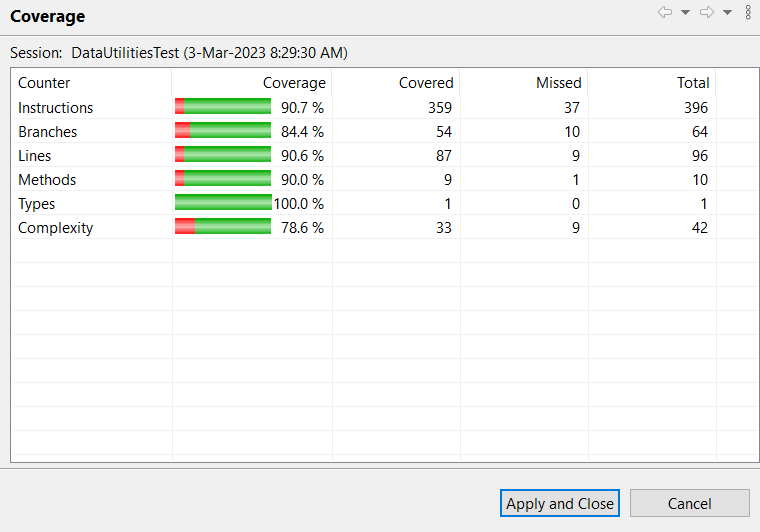 Coverage
Session: DataUtilitiesTest (3-Mar-2023 8:29:30 AM)
Counter Coverage Covered Missed Total
Instructions 90.7 % 359 37 396
Branches 84.4 % 54 10 64
Lines 90.6 % 87 9 96
Methods 90.0 % 9 1 10
Types 100.0 % 1 0 1
Complexity 78.6 % 33 9 42
Apply and Close Cancel